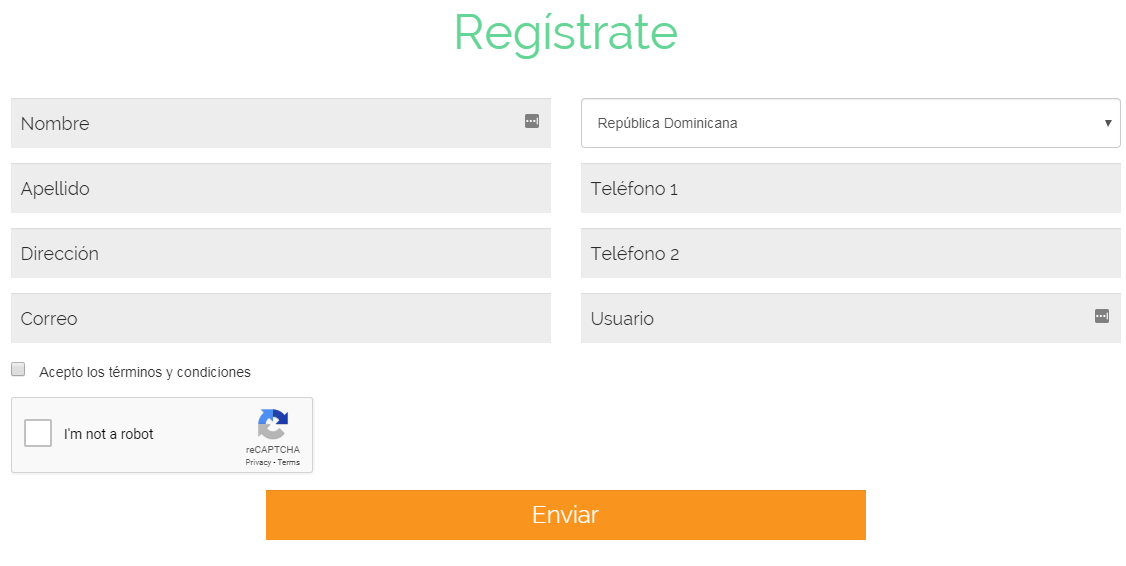 Regístrate
Nombre
República Dominicana
Apellido
Teléfono 1
Dirección
Teléfono 2
Correo
Usuario
Acepto los términos y condiciones
I'm not a robot
reCAPTCHA
Privacy - Terms
Enviar